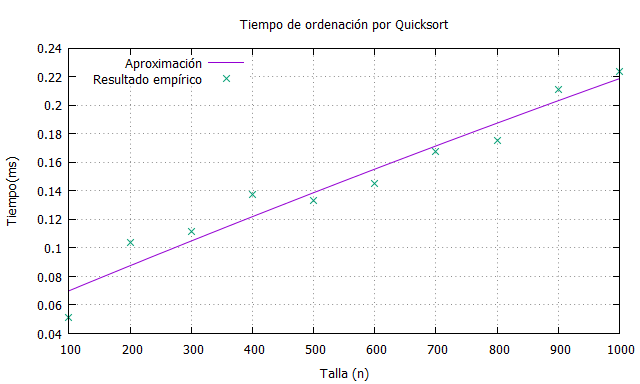 Tiempo de ordenación por Quicksort
Aproximación
Resultado empírico
Tiempo(ms)
0.24
0.22
0.2
0.18
0.16
0.14
0.12
0.1
0.08
0.06
0.04
100 200 300 400 500 600 700 800 900 1000
Talla (n)